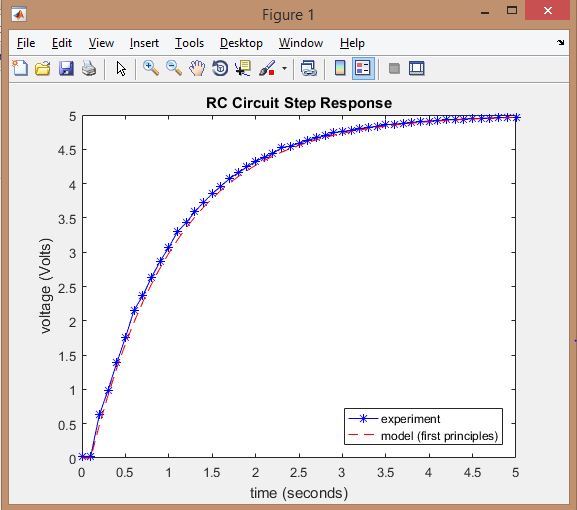 Figure 1
File Edit View Insert Tools Desktop Window Help
RC Circuit Step Response
voltage (Volts)
5
4.5
4
3.5
3
2.5
2
1.5
1
0.5
0
experiment
model (first principles)
0 0.5 1 1.5 2 2.5 3 3.5 4 4.5 5
time (seconds)